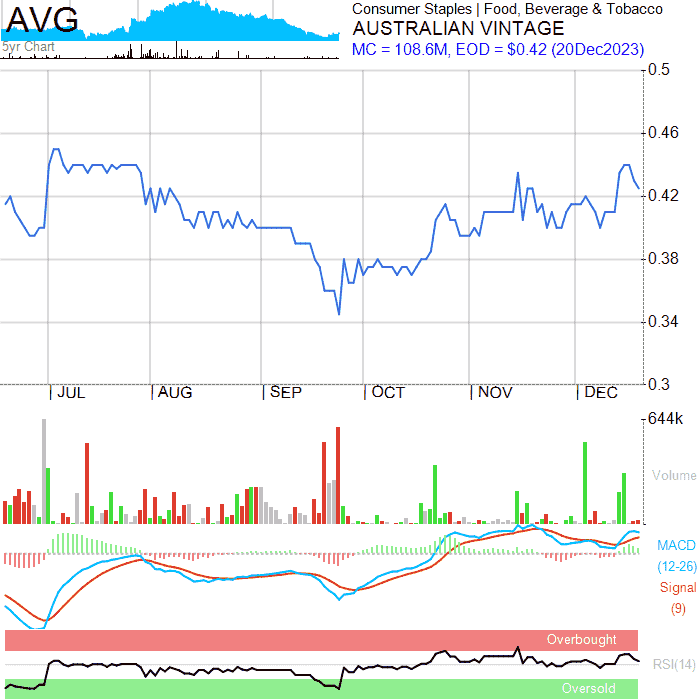 AVG
5yr Chart
Consumer Staples | Food, Beverage & Tobacco
AUSTRALIAN VINTAGE
MC = 108.6M, EOD = $0.42 (20Dec2023)
0.5
0.46
0.42
0.38
0.34
0.3
| JUL | AUG | SEP | OCT | NOV | DEC
644k
Volume
MACD
(12-26)
Signal
(9)
Overbought
RSI(14)
Oversold